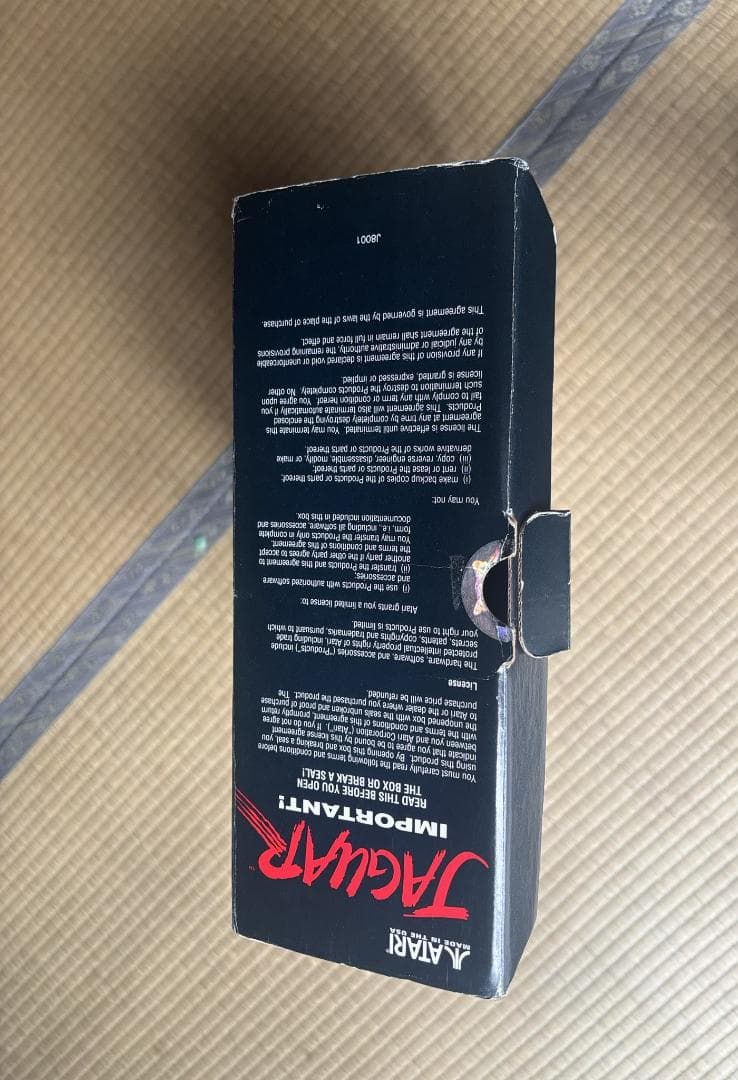 ATARI
MADE IN THE USA
JAGUAR™
IMPORTANT!
READ THIS BEFORE YOU OPEN
THE BOX OR BREAK A SEAL!
You must carefully read the following terms and conditions before
using this product. By opening this box and breaking a seal, you
indicate that you agree to be bound by this license agreement
between you and Atari Corporation ("Atari"). If you do not agree
with the terms and conditions of this agreement, promptly return
the unopened box with the seals unbroken and proof of purchase
to Atari or the dealer where you purchased the product. The
purchase price will be refunded.
License
The hardware, software, and accessories ("Products") include
protected intellectual property rights of Atari, including trade
secrets, patents, copyrights and trademarks, pursuant to which
your right to use Products is limited.
Atari grants you a limited license to:
(i) use the Products with authorized software
and accessories;
(ii) transfer the Products and this agreement to
another party if the other party agrees to accept
the terms and conditions of this agreement.
You may transfer the Products only in complete
form, i.e., including all software, accessories and
documentation included in this box.
You may not:
(i) make backup copies of the Products or parts thereof;
(ii) rent or lease the Products or parts thereof;
(iii) copy, reverse engineer, disassemble, modify, or make
derivative works of the Products or parts thereof.
The license is effective until terminated. You may terminate this
agreement at any time by completely destroying the enclosed
Products. This agreement will also terminate automatically if you
fail to comply with any term or condition hereof. You agree upon
such termination to destroy the Products completely. No other
license is granted, expressed or implied.
If any provision of this agreement is declared void or unenforceable
by any judicial or administrative authority, the remaining provisions
of the agreement shall remain in full force and effect.
This agreement is governed by the laws of the place of purchase.
J8001